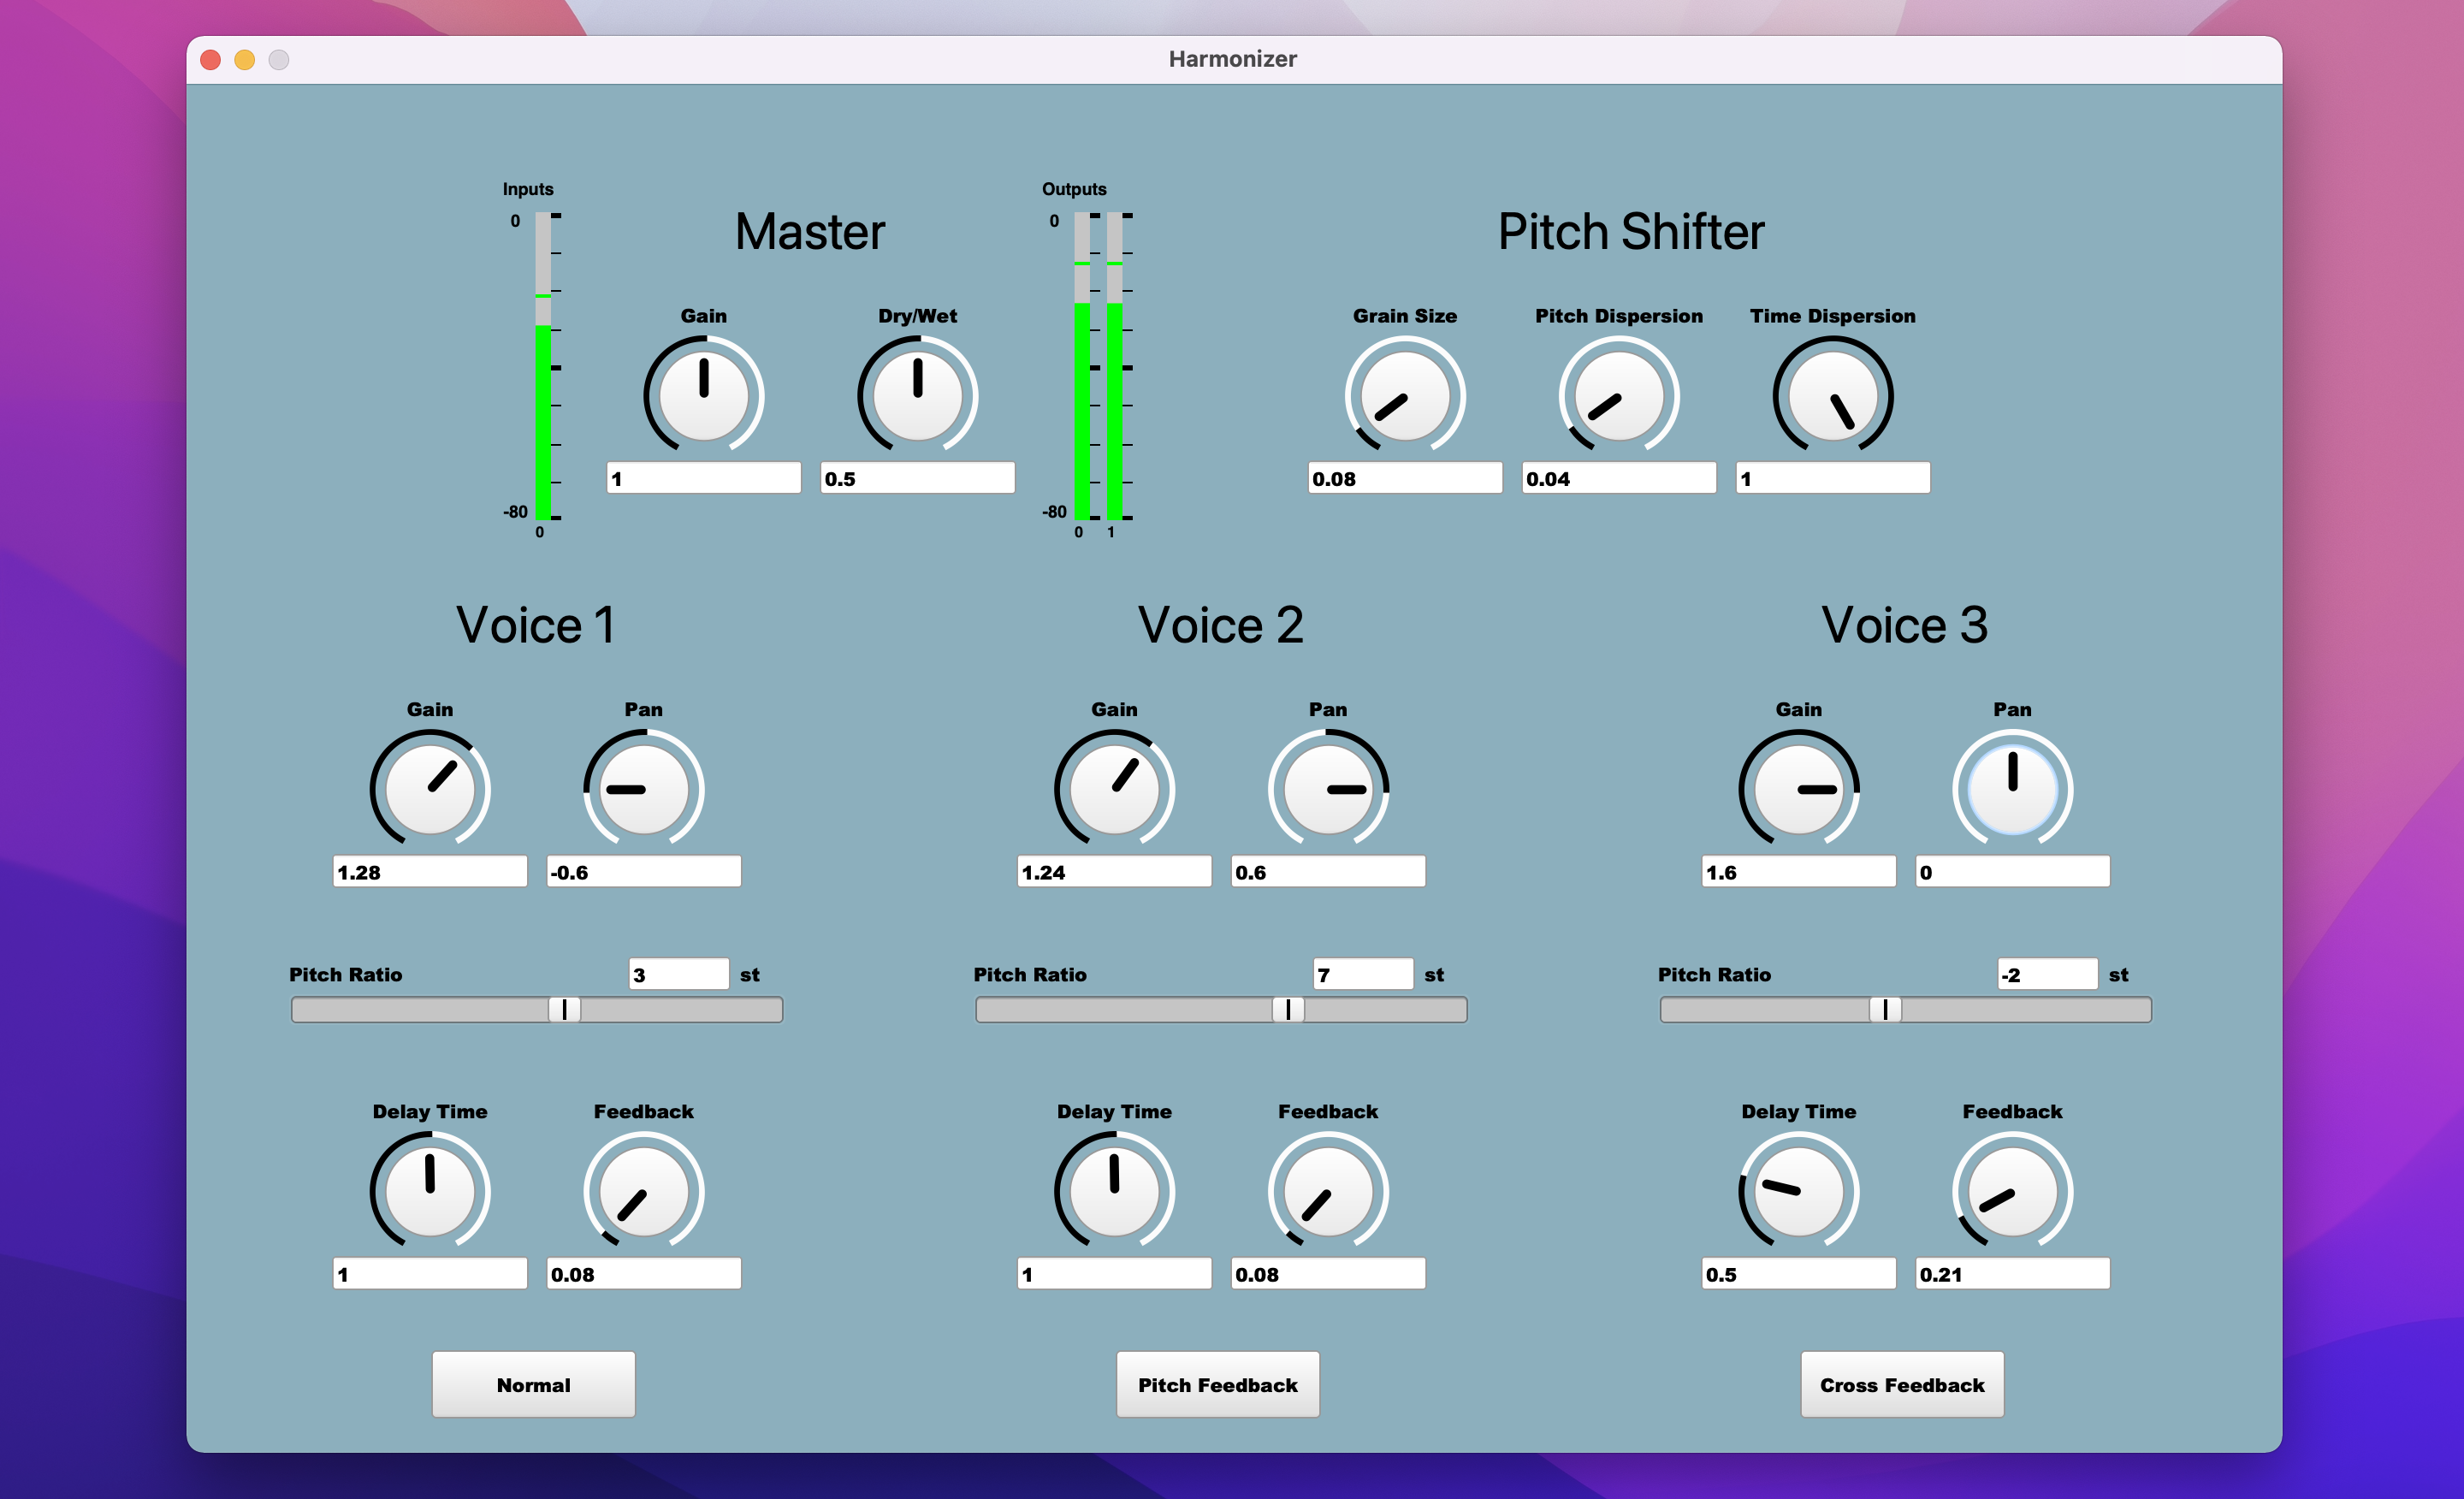 Harmonizer
Inputs
0
-80
0
Master
Gain
1
Dry/Wet
0.5
Outputs
0
-80
0 1
Pitch Shifter
Grain Size
0.08
Pitch Dispersion
0.04
Time Dispersion
1
Voice 1
Gain
1.28
Pan
-0.6
Pitch Ratio 3 st
Delay Time
1
Feedback
0.08
Normal
Voice 2
Gain
1.24
Pan
0.6
Pitch Ratio 7 st
Delay Time
1
Feedback
0.08
Pitch Feedback
Voice 3
Gain
1.6
Pan
0
Pitch Ratio -2 st
Delay Time
0.5
Feedback
0.21
Cross Feedback